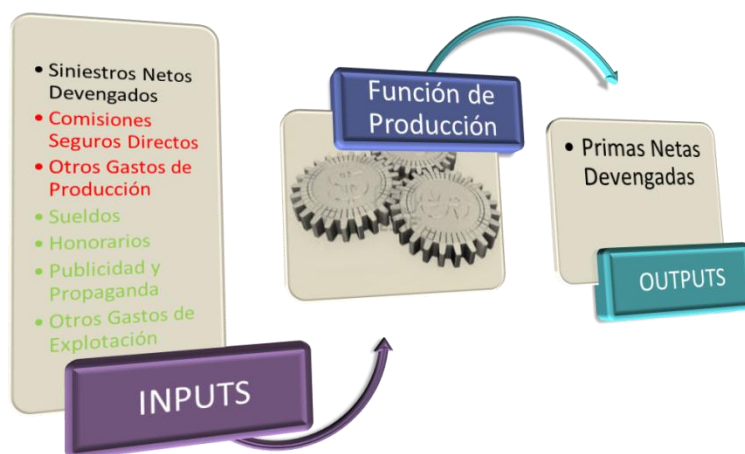 • Siniestros Netos
Devengados
• Comisiones
Seguros Directos
• Otros Gastos de
Producción
• Sueldos
• Honorarios
• Publicidad y
Propaganda
• Otros Gastos de
Explotación
INPUTS
Función de
Producción
• Primas Netas
Devengadas
OUTPUTS